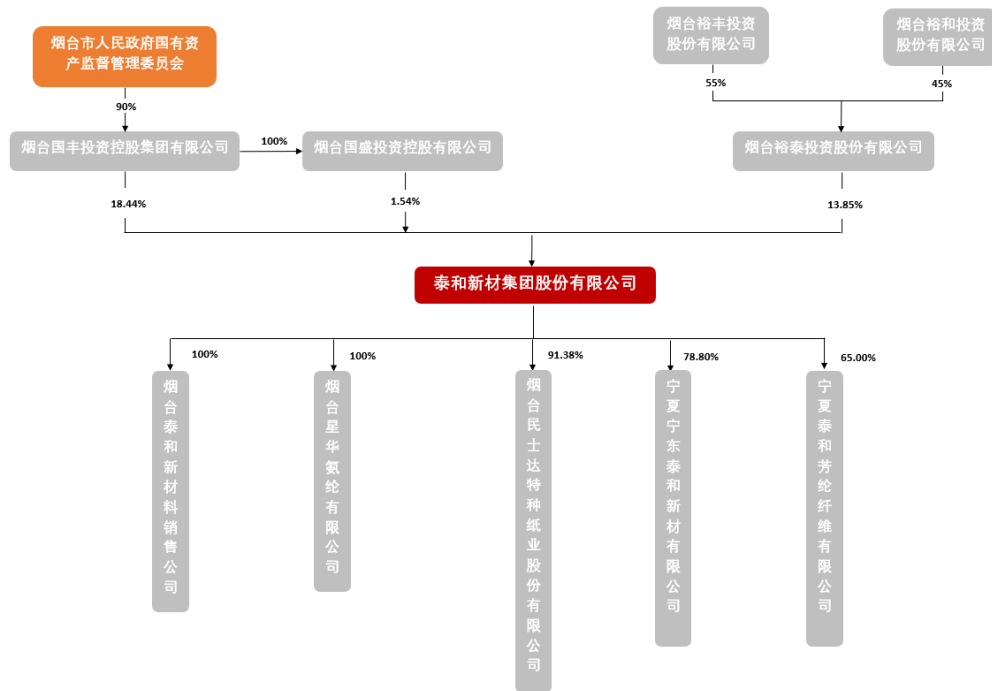 烟台市人民政府国有资
产监督管理委员会
烟台裕丰投资
股份有限公司
烟台裕和投资
股份有限公司
90%
55%
45%
烟台国丰投资控股集团有限公司
100%
烟台国盛投资控股有限公司
烟台裕泰投资股份有限公司
18.44%
1.54%
13.85%
泰和新材集团股份有限公司
100%
100%
91.38%
78.80%
65.00%
烟台泰和新材料销售公司
烟台星华氨纶有限公司
烟台民士达特种纸业股份有限公司
宁夏宁东泰和新材有限公司
宁夏泰和芳纶纤维有限公司